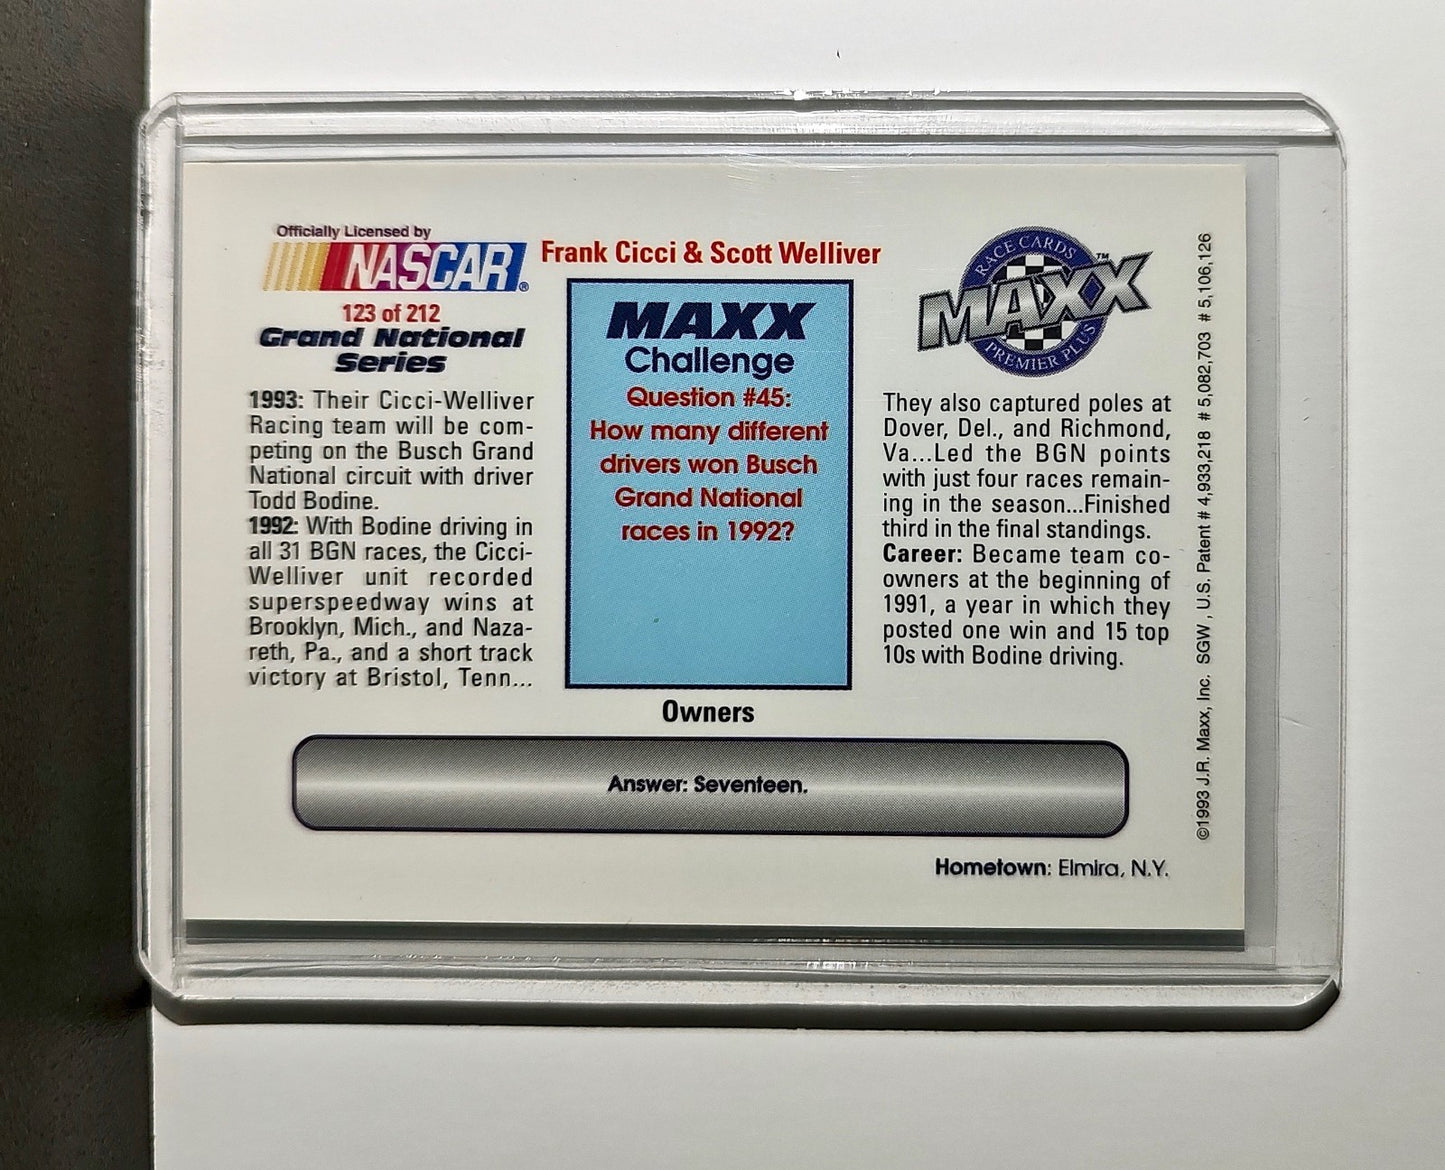 Officially Licensed by
NASCAR®
123 of 212
Grand National
Series
1993: Their Cicci-Welliver
Racing team will be com-
peting on the Busch Grand
National circuit with driver
Todd Bodine.
1992: With Bodine driving in
all 31 BGN races, the Cicci-
Welliver unit recorded
superspeedway wins at
Brooklyn, Mich., and Naza-
reth, Pa., and a short track
victory at Bristol, Tenn...
Frank Cicci & Scott Welliver
MAXX
Challenge
Question #45:
How many different
drivers won Busch
Grand National
races in 1992?
Owners
RACE CARDS
MAXX™
PREMIER PLUS
They also captured poles at
Dover, Del., and Richmond,
Va...Led the BGN points
with just four races remain-
ing in the season...Finished
third in the final standings.
Career: Became team co-
owners at the beginning of
1991, a year in which they
posted one win and 15 top
10s with Bodine driving.
Answer: Seventeen.
Hometown: Elmira, N.Y.
©1993 J.R. Maxx, Inc. SGW , U.S. Patent # 4,933,218 # 5,082,703 # 5,106,126